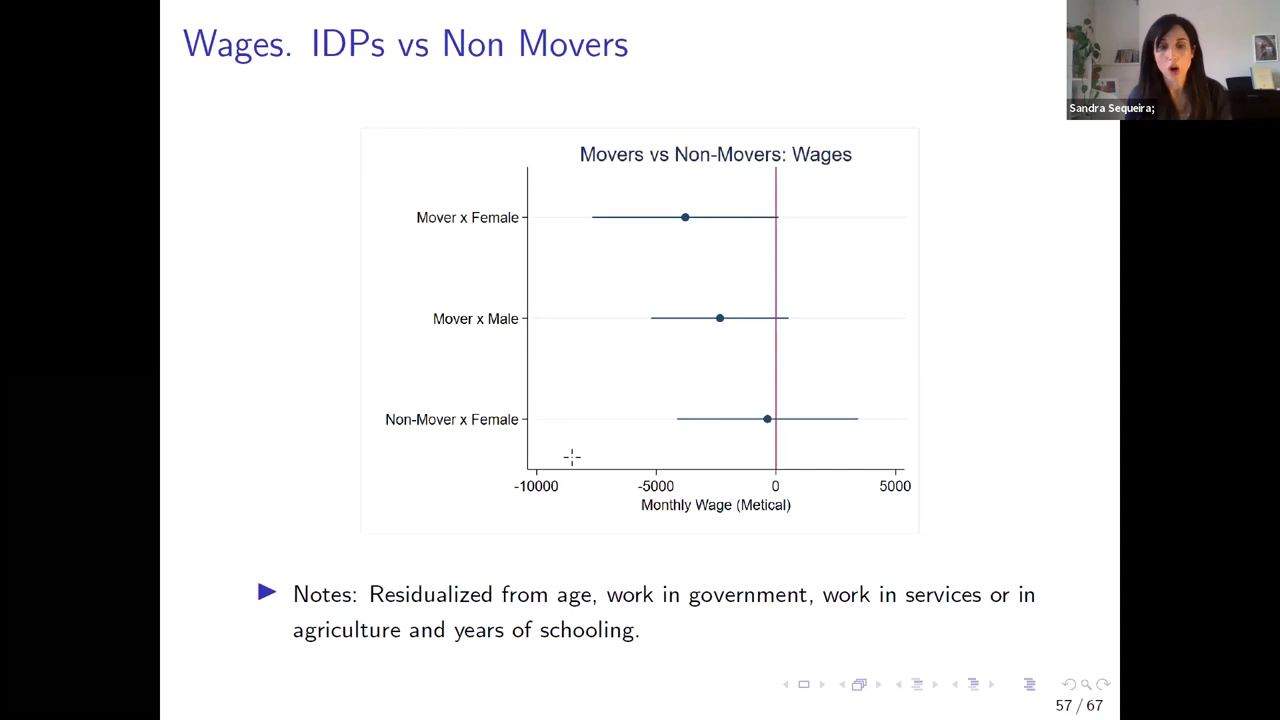 Wages. IDPs vs Non Movers
Sandra Sequeira;
Movers vs Non-Movers: Wages
Mover x Female
Mover x Male
Non-Mover x Female
-10000 -5000 0 5000
Monthly Wage (Metical)
Notes: Residualized from age, work in government, work in services or in
agriculture and years of schooling.
57 / 67